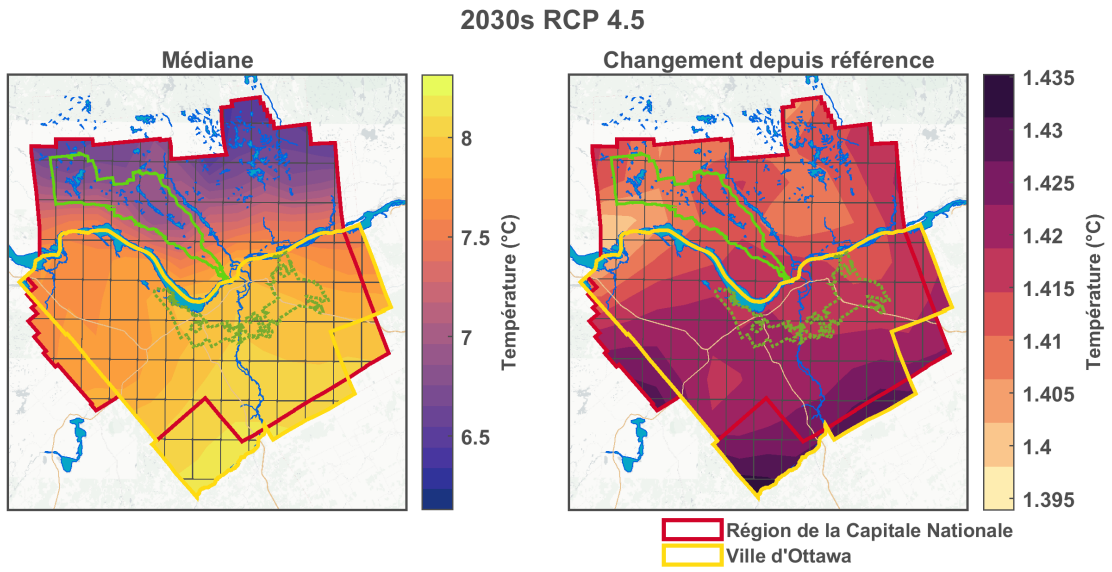 2030s RCP 4.5
Médiane
8
7.5
7
6.5
Température (°C)
Changement depuis référence
1.435
1.43
1.425
1.42
1.415
1.41
1.405
1.4
1.395
Température (°C)
Région de la Capitale Nationale
Ville d'Ottawa